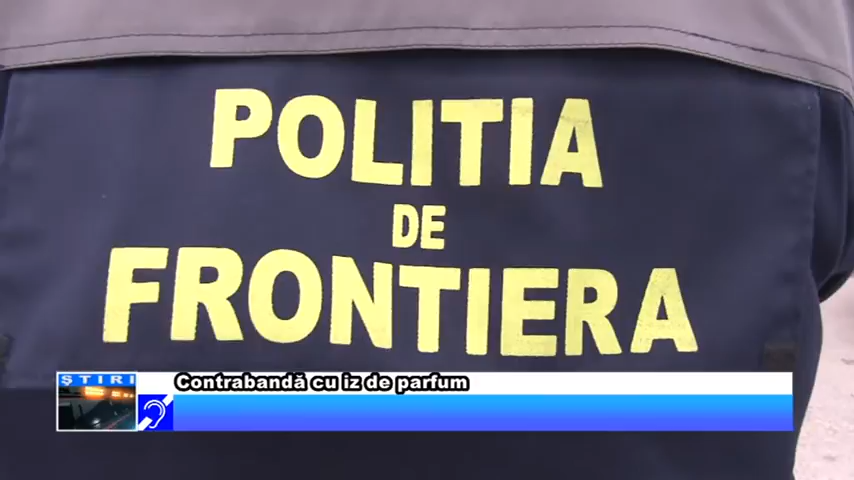 POLITIA
DE
FRONTIERA
ȘTIRI
Contrabandă cu iz de parfum